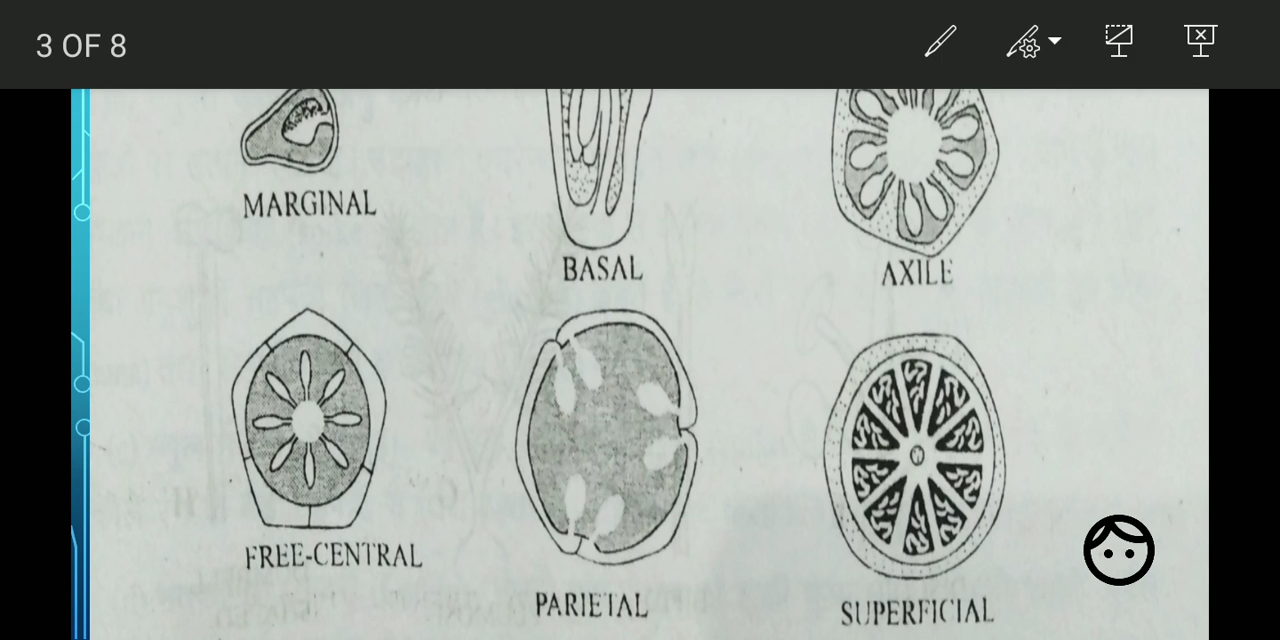 3 OF 8
MARGINAL
BASAL
AXILE
FREE-CENTRAL
PARIETAL
SUPERFICIAL